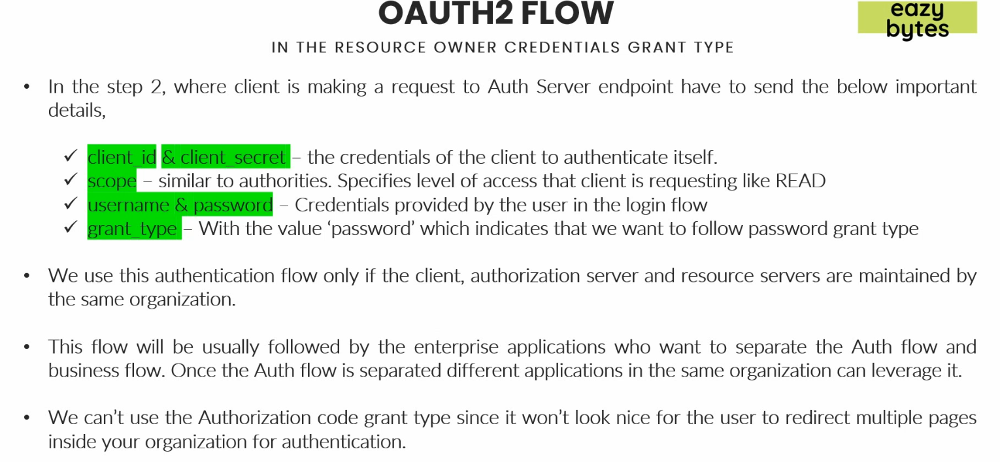 OAUTH2 FLOW
eazy
bytes
IN THE RESOURCE OWNER CREDENTIALS GRANT TYPE
• In the step 2, where client is making a request to Auth Server endpoint have to send the below important
details,
✓ client_id & client_secret – the credentials of the client to authenticate itself.
✓ scope – similar to authorities. Specifies level of access that client is requesting like READ
✓ username & password – Credentials provided by the user in the login flow
✓ grant_type – With the value ‘password’ which indicates that we want to follow password grant type
• We use this authentication flow only if the client, authorization server and resource servers are maintained by
the same organization.
• This flow will be usually followed by the enterprise applications who want to separate the Auth flow and
business flow. Once the Auth flow is separated different applications in the same organization can leverage it.
• We can’t use the Authorization code grant type since it won’t look nice for the user to redirect multiple pages
inside your organization for authentication.